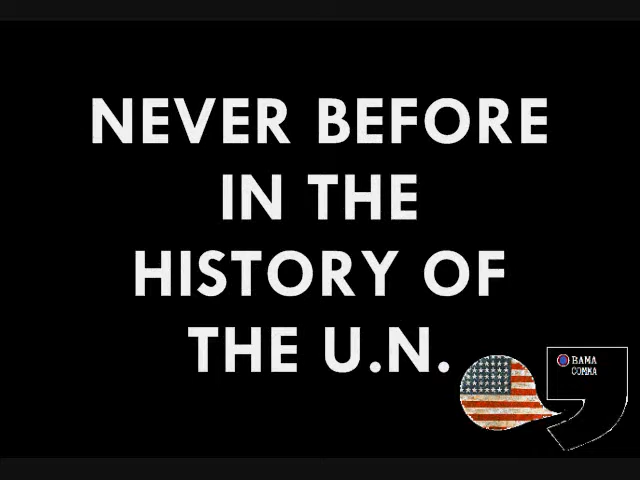 NEVER BEFORE
IN THE
HISTORY OF
THE U.N.
BAMA
COMMA